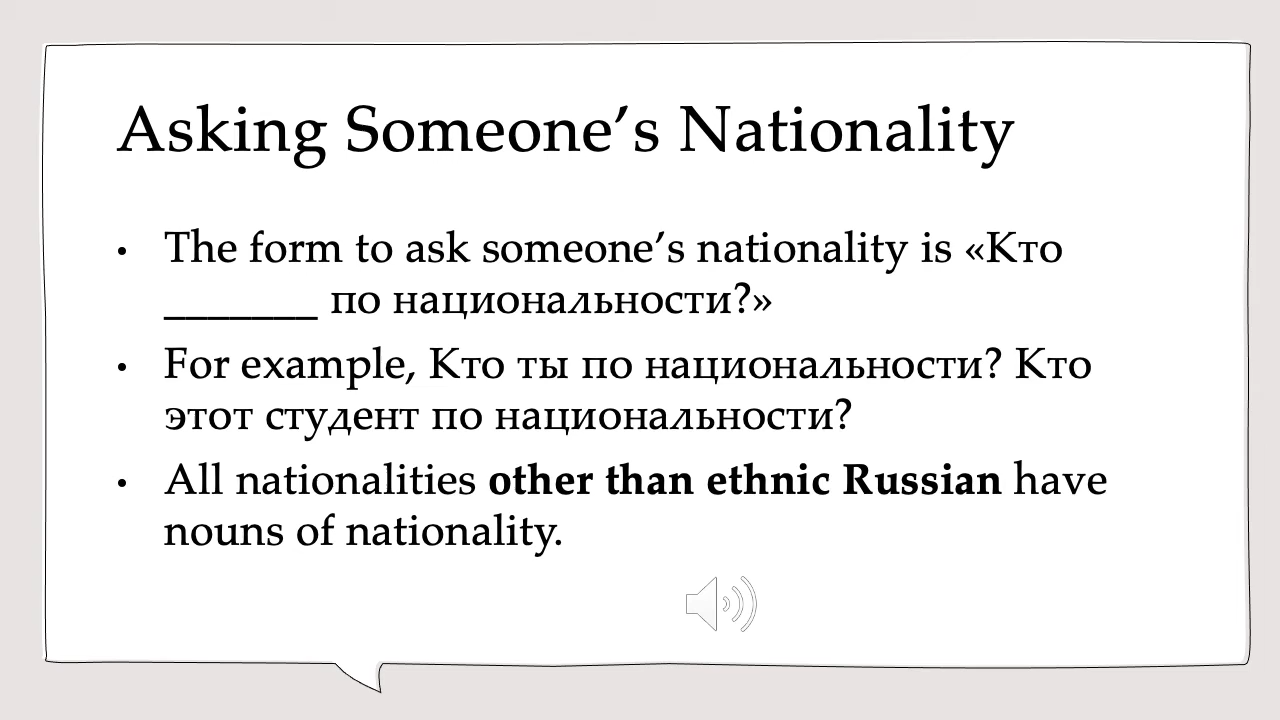 Asking Someone’s Nationality
• The form to ask someone’s nationality is «Кто
_______ по национальности?»
• For example, Кто ты по национальности? Кто
этот студент по национальности?
• All nationalities other than ethnic Russian have
nouns of nationality.